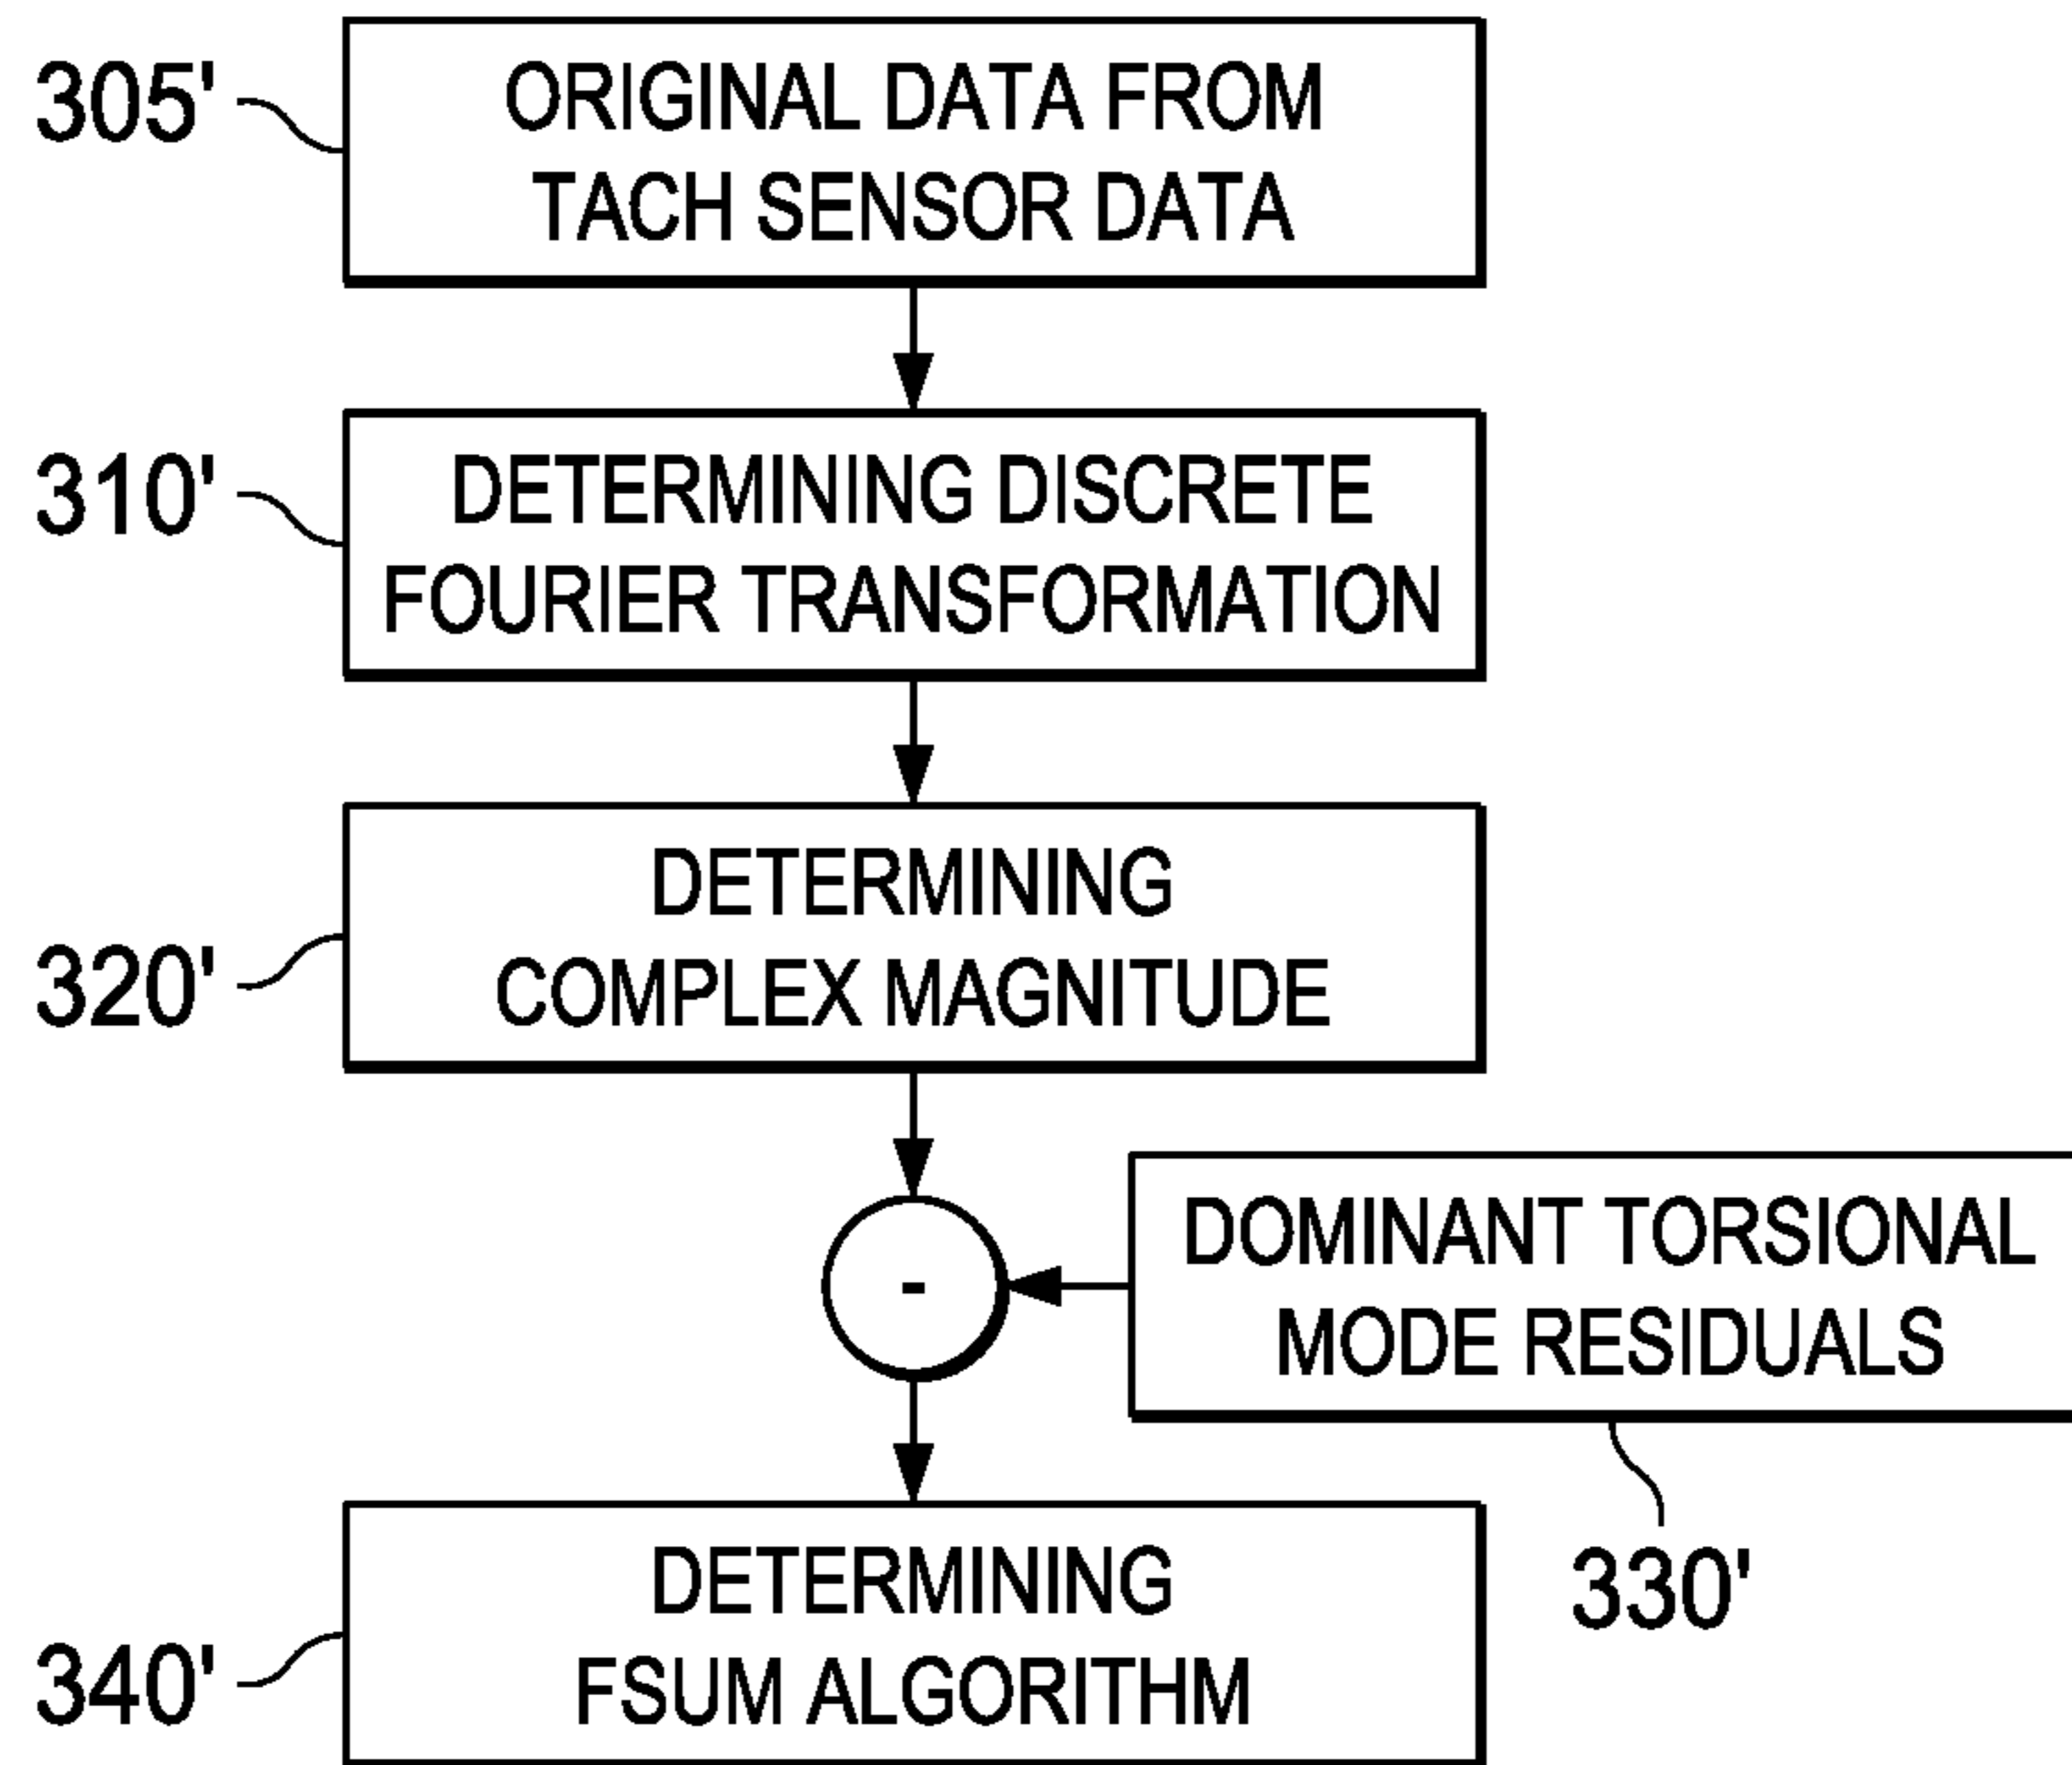 305'
ORIGINAL DATA FROM
TACH SENSOR DATA
310'
DETERMINING DISCRETE
FOURIER TRANSFORMATION
320'
DETERMINING
COMPLEX MAGNITUDE
-
DOMINANT TORSIONAL
MODE RESIDUALS
330'
340'
DETERMINING
FSUM ALGORITHM